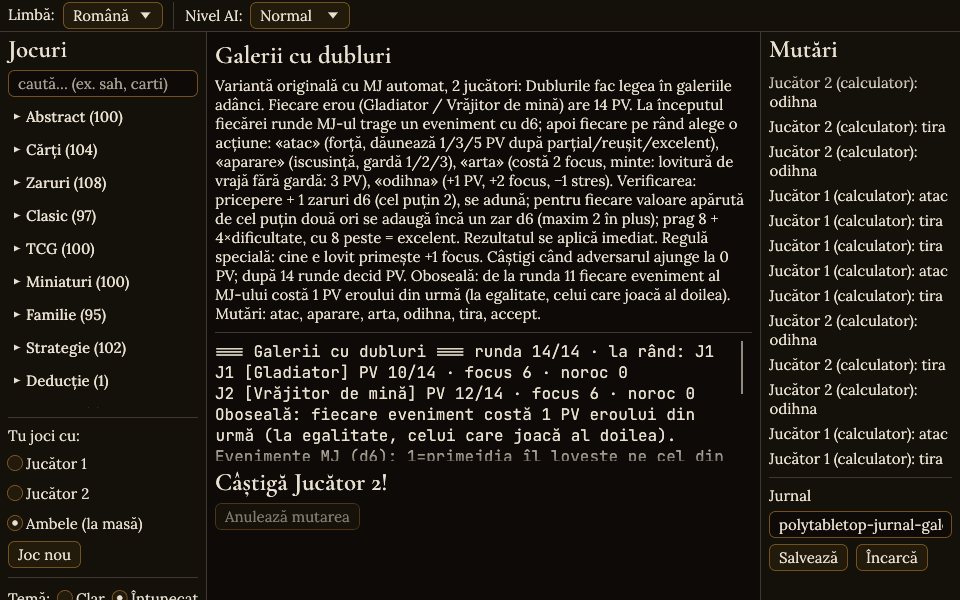 Limbă: Română ▼ Nivel AI: Normal ▼
Jocuri
caută... (ex. sah, carti)
▸ Abstract (100)
▸ Cărți (104)
▸ Zaruri (108)
▸ Clasic (97)
▸ TCG (100)
▸ Miniaturi (100)
▸ Familie (95)
▸ Strategie (102)
▸ Deducție (1)
Tu joci cu:
Jucător 1
Jucător 2
Ambele (la masă)
Joc nou
Temă: Clar Întunecat
Galerii cu dubluri
Variantă originală cu MJ automat, 2 jucători: Dublurile fac legea în galeriile
adânci. Fiecare erou (Gladiator / Vrăjitor de mină) are 14 PV. La începutul
fiecărei runde MJ-ul trage un eveniment cu d6; apoi fiecare pe rând alege o
acțiune: «atac» (forță, dăunează 1/3/5 PV după parțial/reușit/excelent),
«aparare» (iscusință, gardă 1/2/3), «arta» (costă 2 focus, minte: lovitură de
vrajă fără gardă: 3 PV), «odihna» (+1 PV, +2 focus, −1 stres). Verificarea:
pricepere + 1 zaruri d6 (cel puțin 2), se adună; pentru fiecare valoare apărută
de cel puțin două ori se adaugă încă un zar d6 (maxim 2 în plus); prag 8 +
4×dificultate, cu 8 peste = excelent. Rezultatul se aplică imediat. Regulă
specială: cine e lovit primește +1 focus. Câștigi când adversarul ajunge la 0
PV; după 14 runde decid PV. Oboseală: de la runda 11 fiecare eveniment al
MJ-ului costă 1 PV eroului din urmă (la egalitate, celui care joacă al doilea).
Mutări: atac, aparare, arta, odihna, tira, accept.
═══ Galerii cu dubluri ═══ runda 14/14 · la rând: J1
J1 [Gladiator] PV 10/14 · focus 6 · noroc 0
J2 [Vrăjitor de mină] PV 12/14 · focus 6 · noroc 0
Oboseală: fiecare eveniment costă 1 PV eroului din
urmă (la egalitate, celui care joacă al doilea).
Evenimente MJ (d6): 1=primejdia îl lovește pe cel din
Câștigă Jucător 2!
Anulează mutarea
Mutări
Jucător 2 (calculator):
odihna
Jucător 2 (calculator): tira
Jucător 2 (calculator):
odihna
Jucător 1 (calculator): atac
Jucător 1 (calculator): tira
Jucător 1 (calculator): tira
Jucător 1 (calculator): atac
Jucător 1 (calculator): tira
Jucător 2 (calculator):
odihna
Jucător 2 (calculator): tira
Jucător 2 (calculator):
odihna
Jucător 1 (calculator): atac
Jucător 1 (calculator): tira
Jurnal
polytabletop-jurnal-gal
Salvează Încarcă